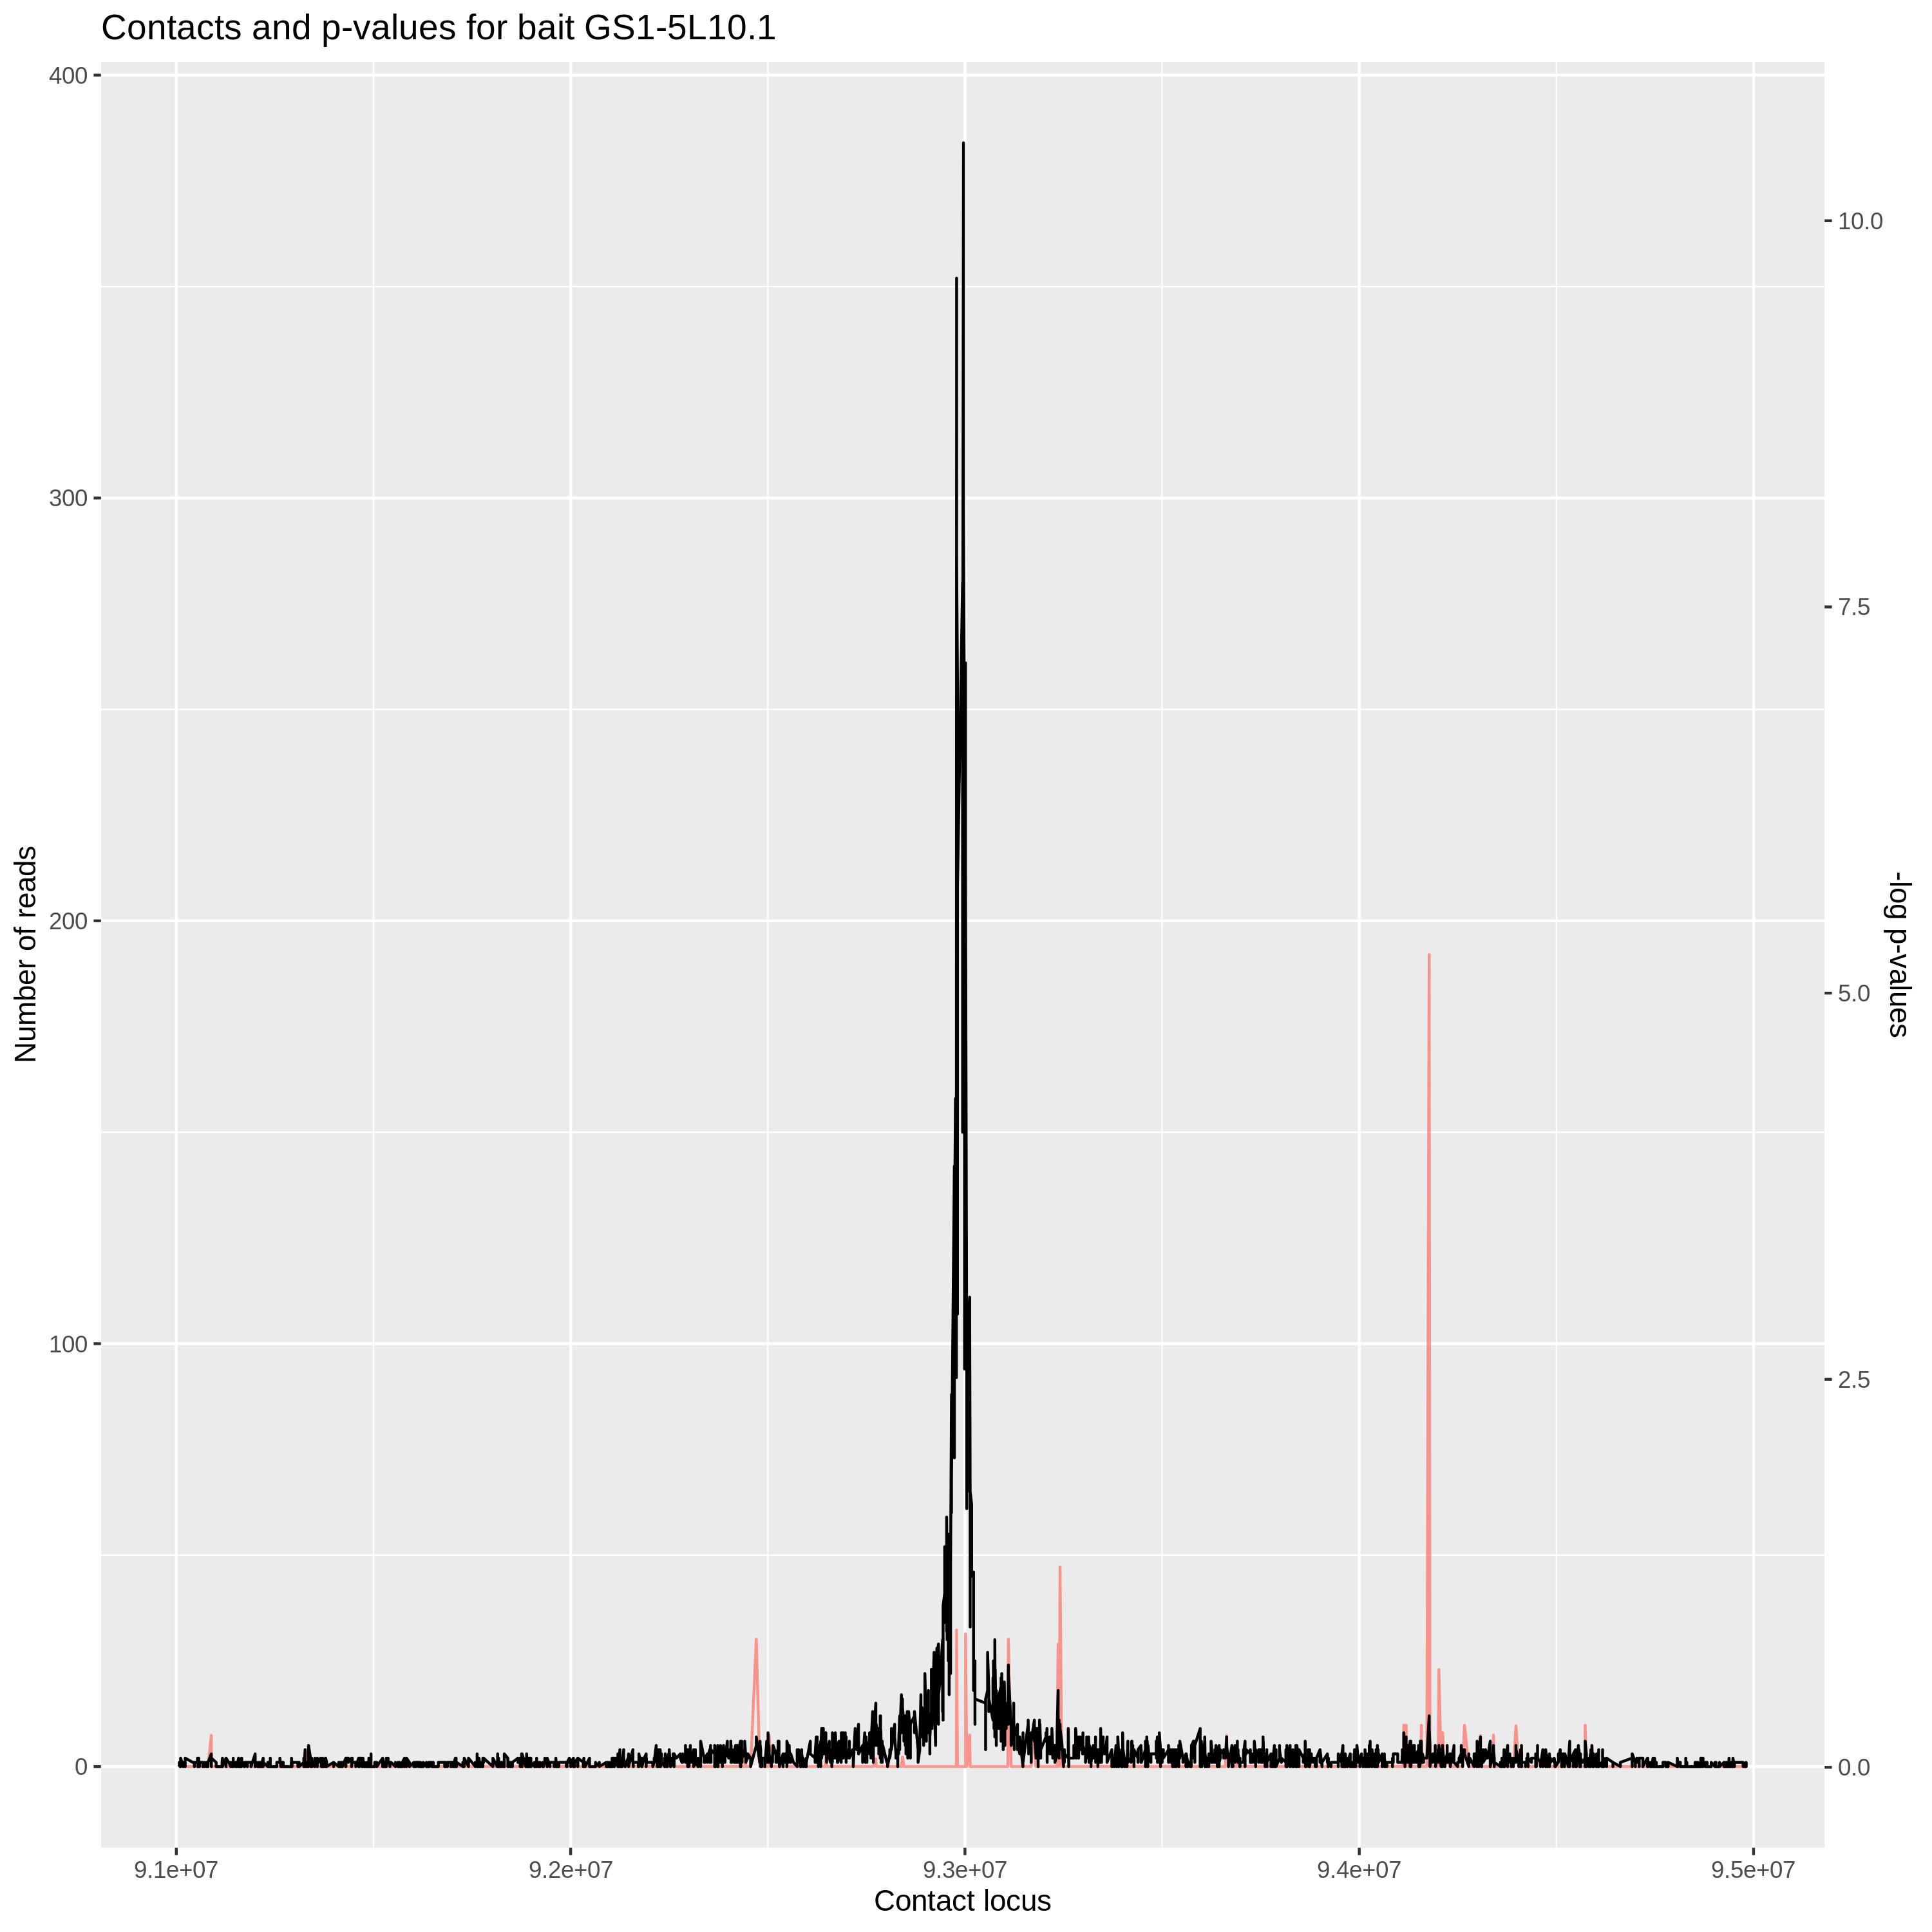 Contacts and p-values for bait GS1-5L10.1
400
300
200
100
0
Number of reads
10.0
7.5
5.0
2.5
0.0
-log p-values
9.1e+07
9.2e+07
9.3e+07
9.4e+07
9.5e+07
Contact locus